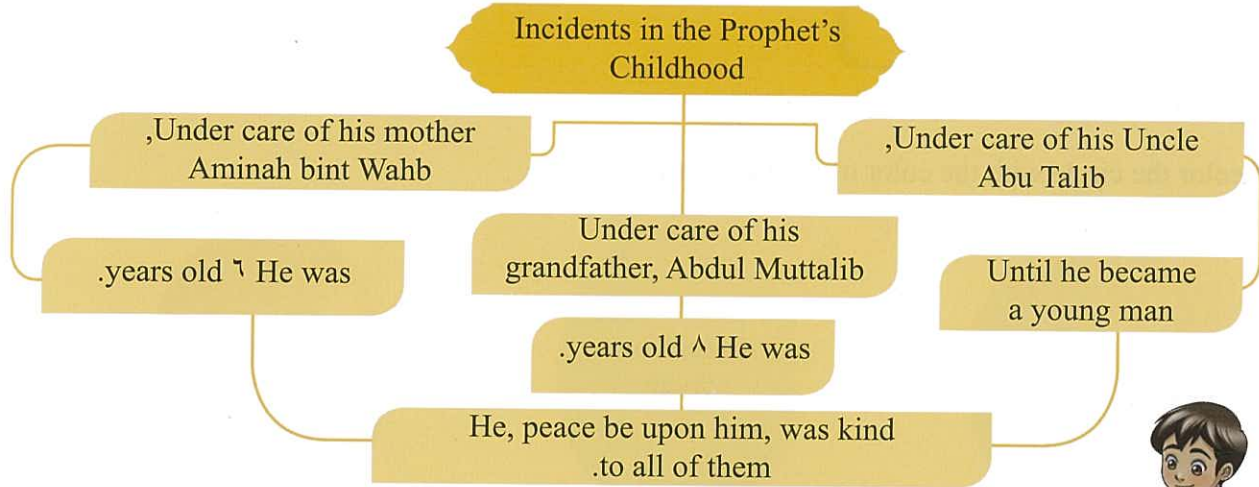 Incidents in the Prophet's
Childhood
,Under care of his mother
Aminah bint Wahb
.years old ٦ He was
Under care of his
grandfather, Abdul Muttalib
.years old ٨ He was
,Under care of his Uncle
Abu Talib
Until he became
a young man
He, peace be upon him, was kind
.to all of them